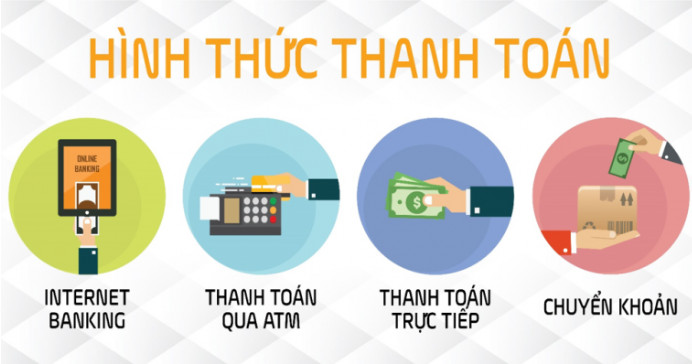 HÌNH THỨC THANH TOÁN
ONLINE
BANKING
INTERNET
BANKING
THANH TOÁN
QUA ATM
THANH TOÁN
TRỰC TIẾP
CHUYỂN KHOẢN